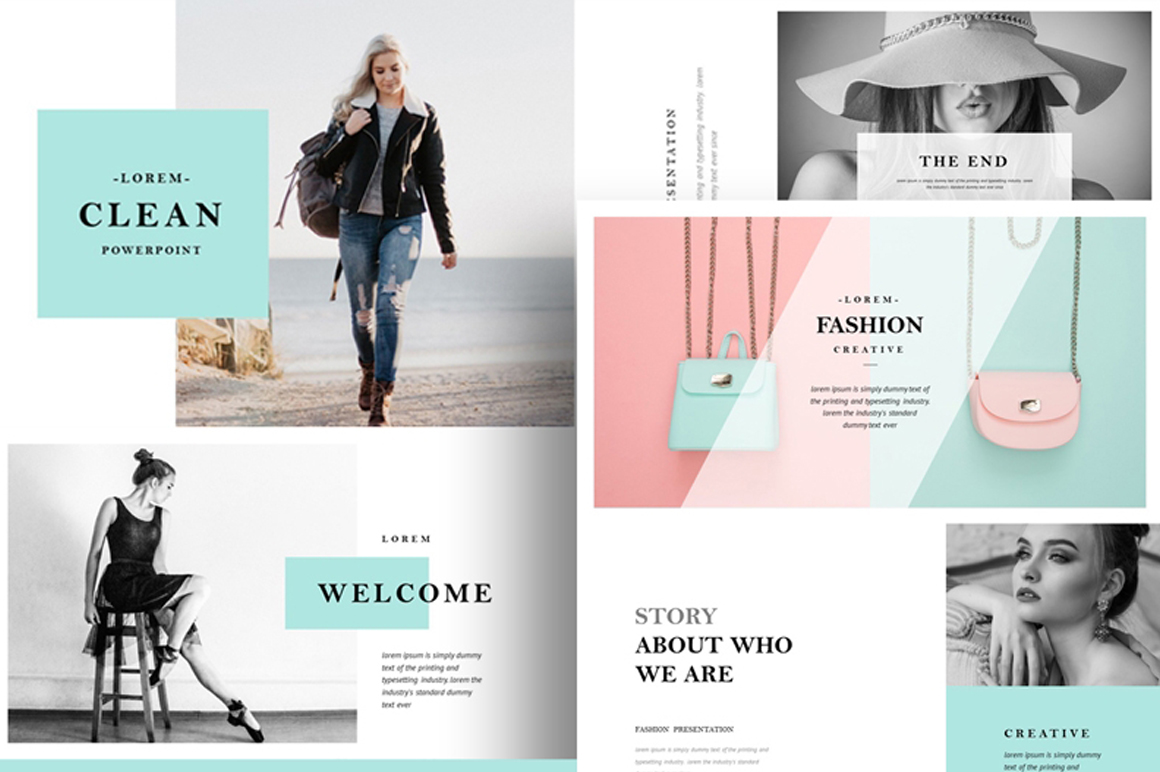 -LOREM-
CLEAN
POWERPOINT
LOREM
WELCOME
lorem ipsum is simply dummy
text of the printing and
typesetting industry. lorem the
industry's standard dummy
text ever
typesetting industry. lorem
text ever since
THE END
lorem ipsum is simply dummy text of the printing and typesetting industry. lorem
the industry's standard dummy text ever since
-LOREM-
FASHION
CREATIVE
lorem ipsum is simply dummy text of
the printing and typesetting industry.
lorem the industry's standard
dummy text ever
STORY
ABOUT WHO
WE ARE
FASHION PRESENTATION
lorem ipsum is simply dummy text of the printing and
typesetting industry. lorem the industry's standard
CREATIVE
lorem ipsum is simply dummy
text of the printing and